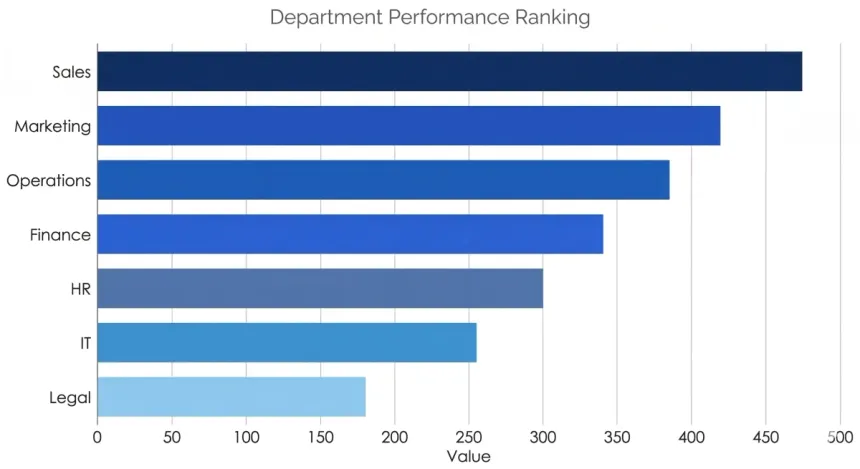 Department Performance Ranking
Sales
Marketing
Operations
Finance
HR
IT
Legal
0 50 100 150 200 250 300 350 400 450 500
Value